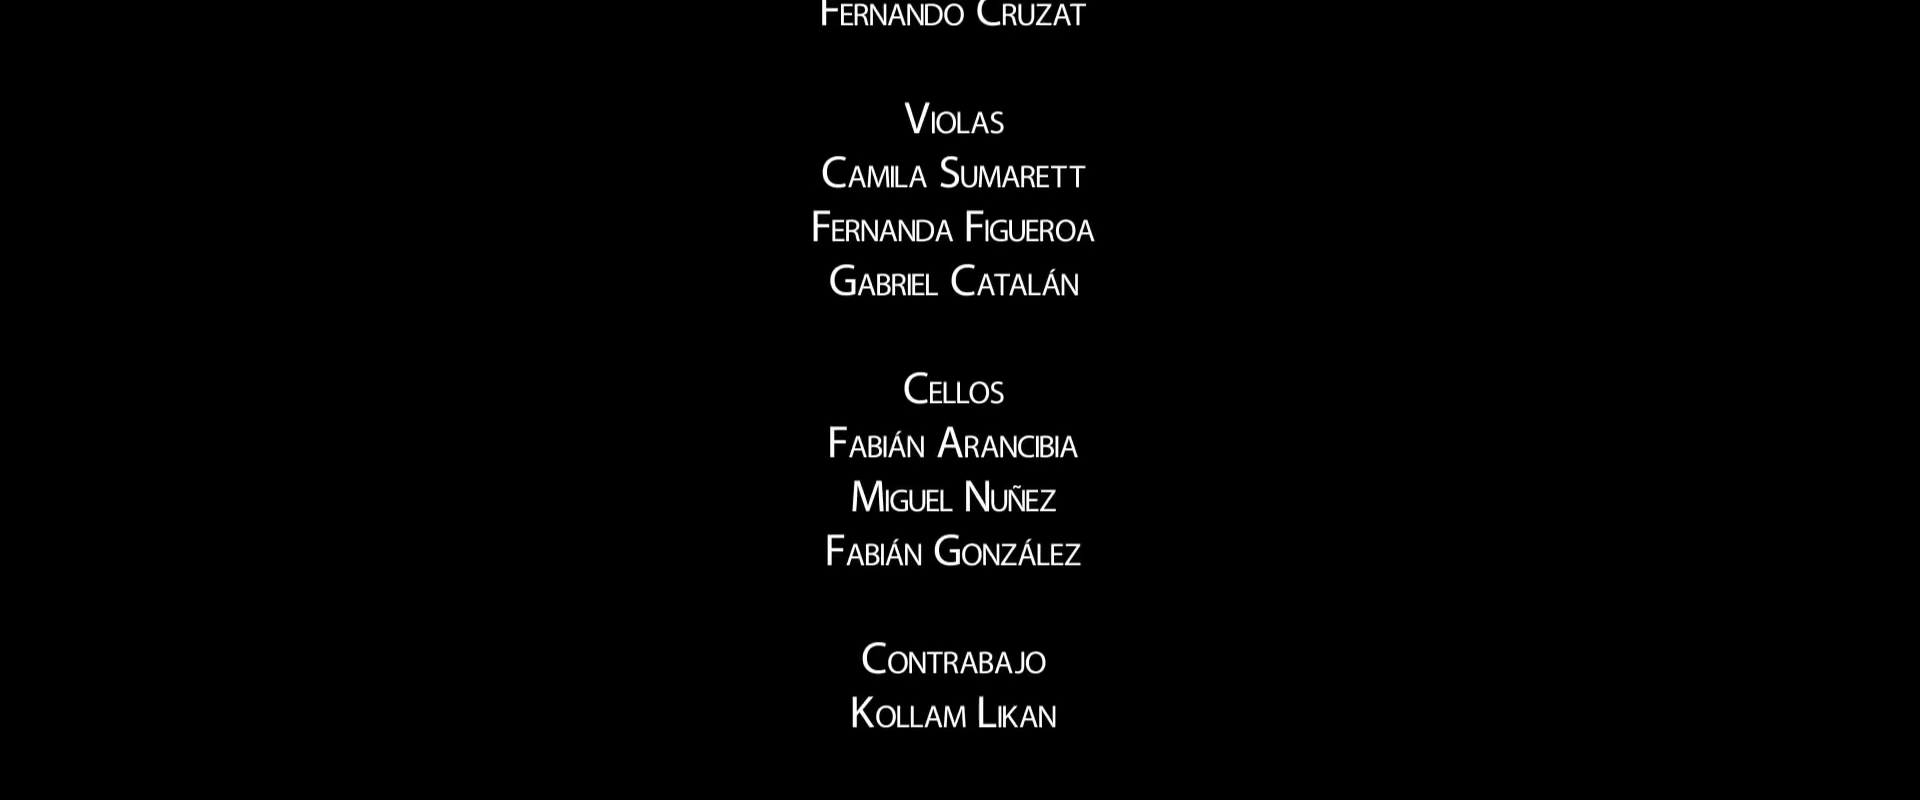 Fernando Cruzat
Violas
Camila Sumarett
Fernanda Figueroa
Gabriel Catalán
Cellos
Fabián Arancibia
Miguel Nuñez
Fabián González
Contrabajo
Kollam Likan